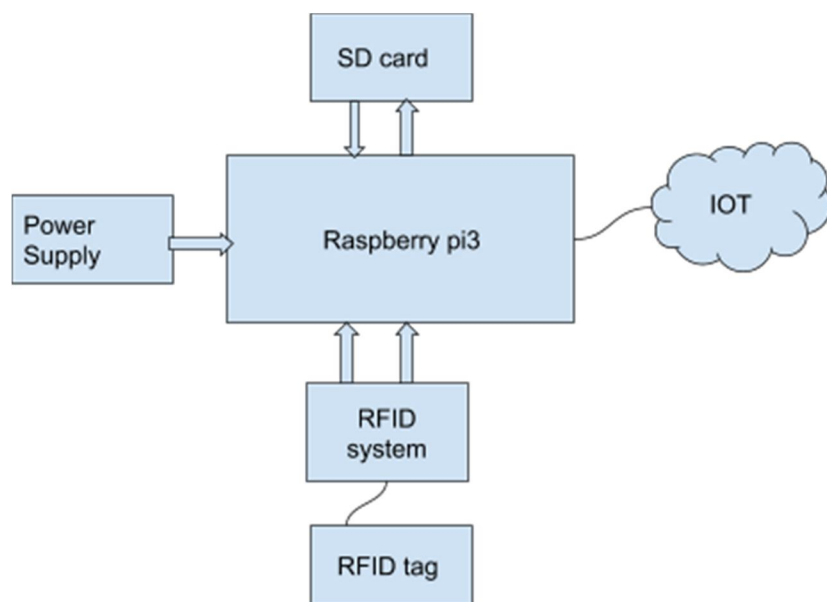 SD card
Power
Supply
Raspberry pi3
IOT
RFID
system
RFID tag